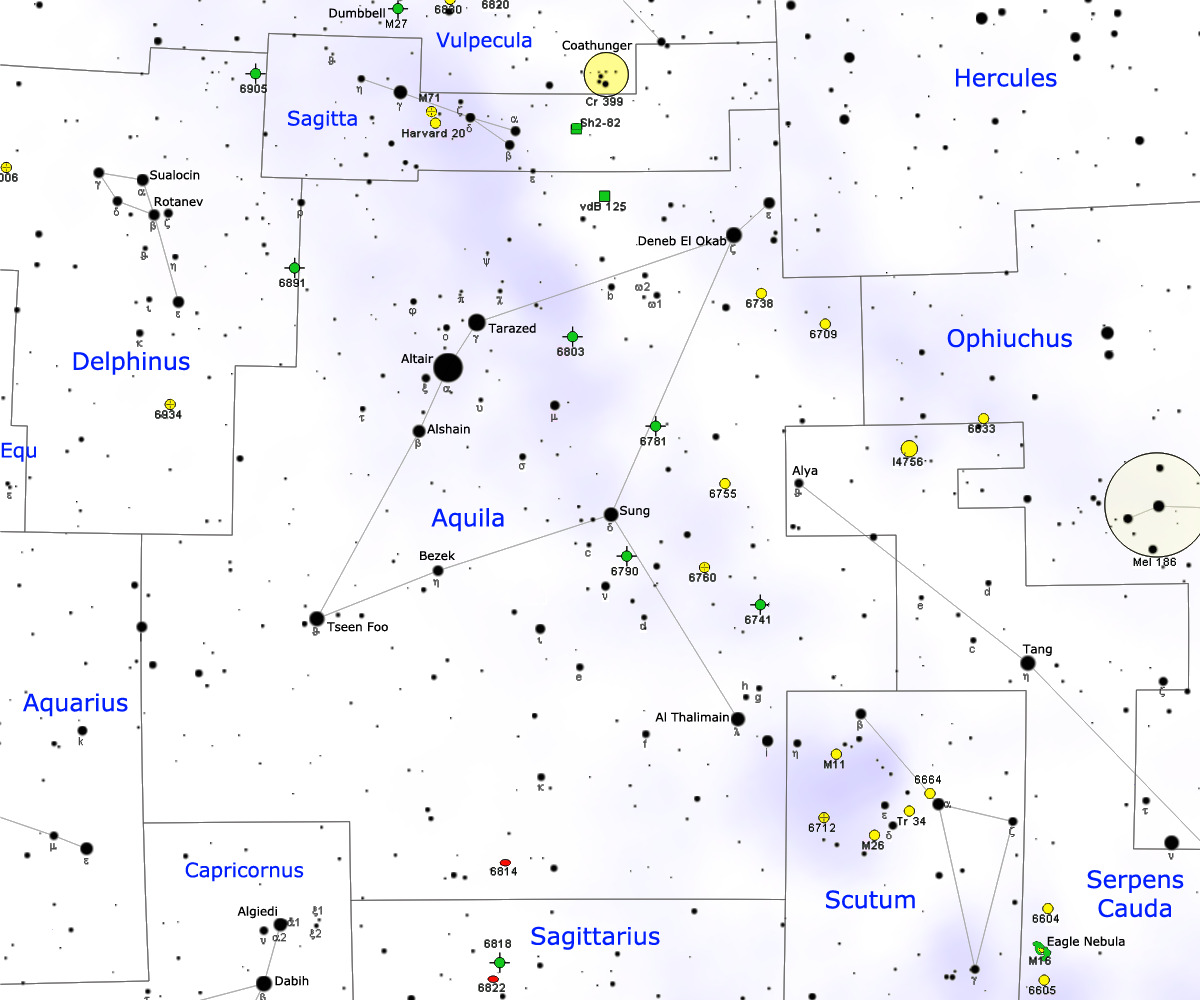 6830
6820
Dumbbell
M27
Vulpecula
Coathunger
Hercules
6905
η
γ
M71
ζ
Cr 399
Sagitta
Harvard 20
δ
α
Sh2-82
β
ε
γ
Sualocin
α
Rotanev
δ
β
ζ
ρ
vdB 125
ε
Deneb El Okab
ζ
η
ψ
6891
ω2
b
ω1
6738
ι
ε
φ
π
χ
κ
ο
Tarazed
γ
6803
6709
Ophiuchus
Delphinus
Altair
α
ξ
6934
τ
υ
μ
Alshain
β
6781
6633
Equ
I4756
σ
Alya
ε
6755
Aquila
Sung
δ
Bezek
c
η
6790
6760
Mel 186
ν
d
e
Tseen Foo
d
6741
ι
c
Tang
η
e
h
g
ζ
Aquarius
k
Al Thalimain
λ
f
i
η
β
M11
κ
6664
α
τ
6712
ε
Tr 34
δ
ζ
μ
ε
M26
ν
6814
Capricornus
Scutum
Serpens
Cauda
Algiedi
α1
ξ1
ν
α2
ξ2
6604
Sagittarius
6818
Eagle Nebula
M16
Dabih
β
6822
γ
6605